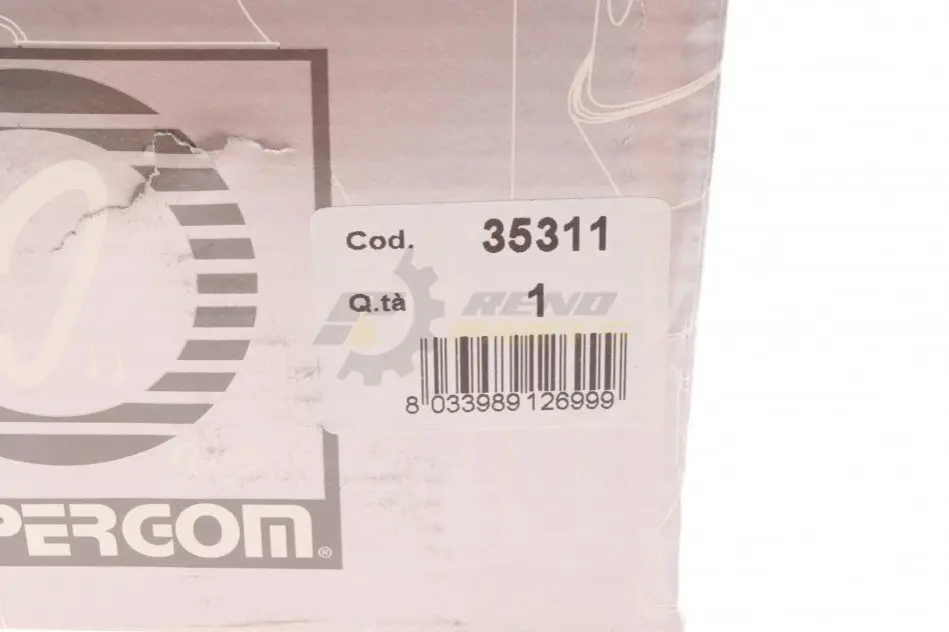 Cod. 35311
Q.tà 1
RENO
8 033989 126999
PERGOM®